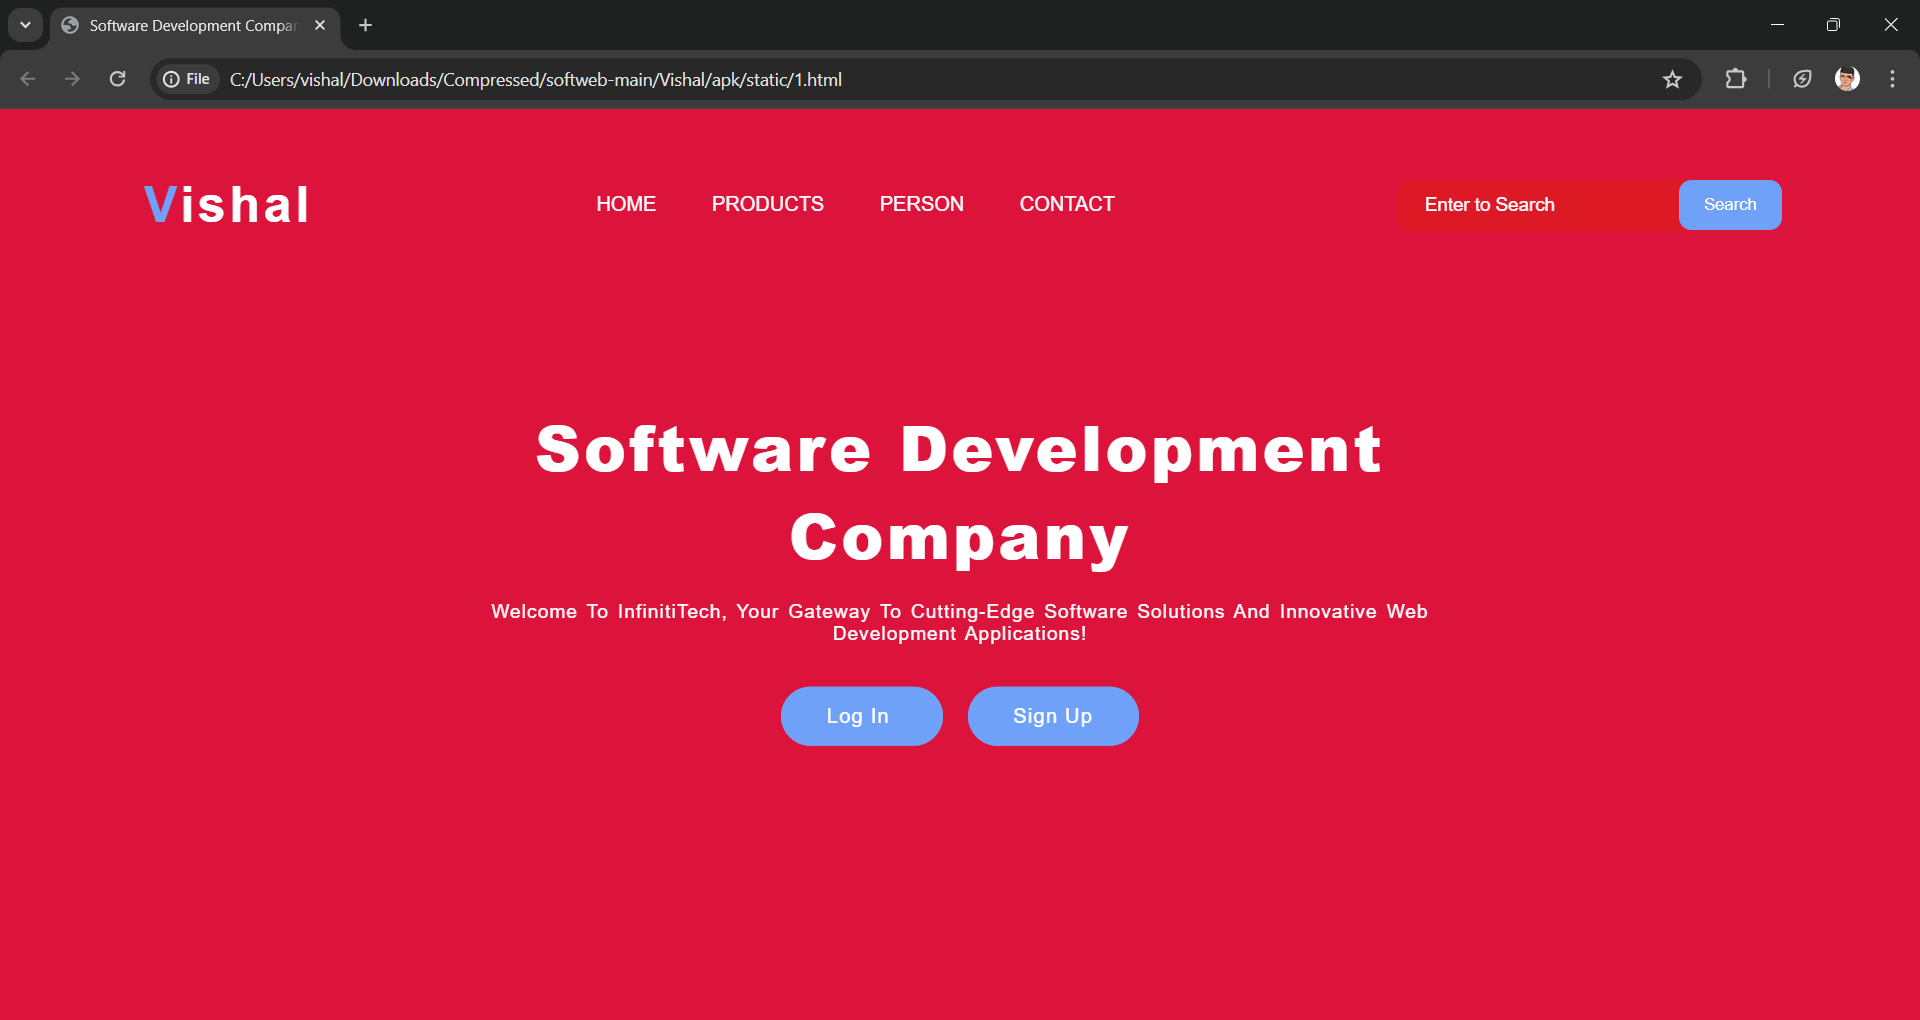 Software Development Compa
File
C:/Users/vishal/Downloads/Compressed/softweb-main/Vishal/apk/static/1.html
Vishal
HOME PRODUCTS PERSON CONTACT
Enter to Search
Search
Software Development
Company
Welcome To InfinitiTech, Your Gateway To Cutting-Edge Software Solutions And Innovative Web
Development Applications!
Log In
Sign Up